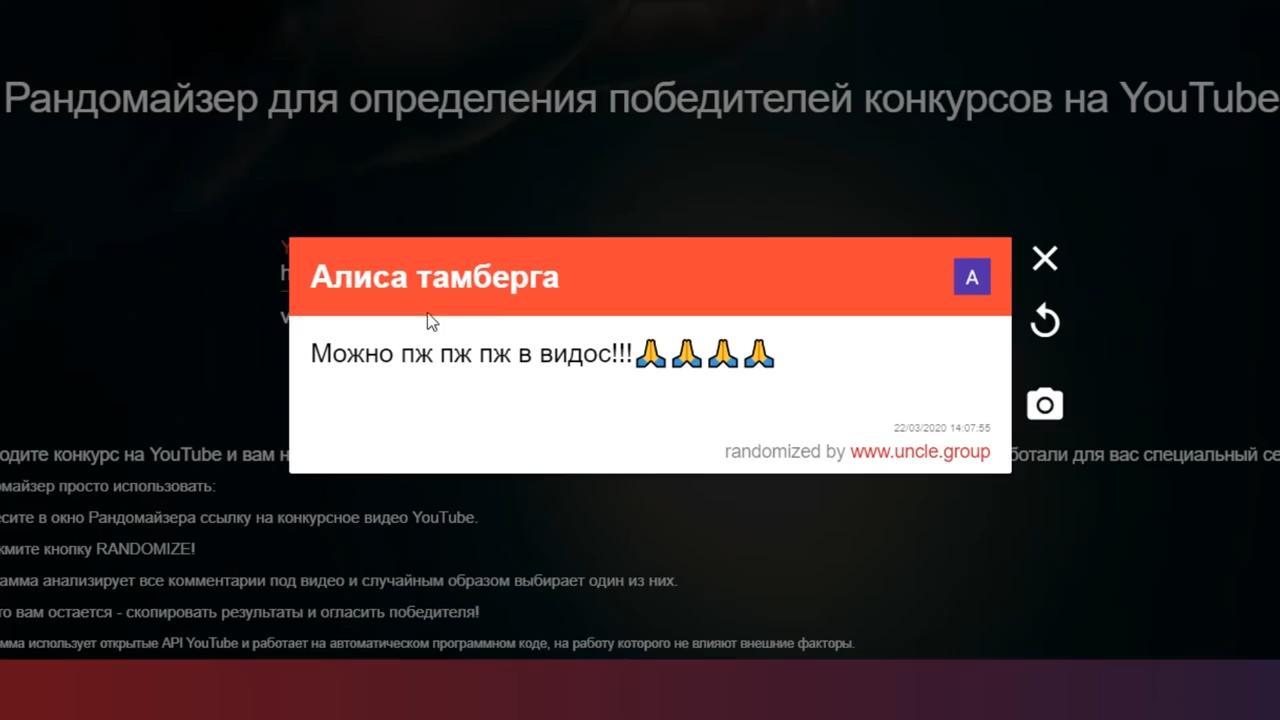 Рандомайзер для определения победителей конкурсов на YouTube
Алиса тамберга
A
Можно пж пж пж в видос!!!🙏🙏🙏🙏
22/03/2020 14:07:55
randomized by www.uncle.group
одите конкурс на YouTube и вам н ботали для вас специальный се
омайзер просто использовать:
есите в окно Рандомайзера ссылку на конкурсное видео YouTube.
жмите кнопку RANDOMIZE!
амма анализирует все комментарии под видео и случайным образом выбирает один из них.
то вам остается - скопировать результаты и огласить победителя!
мма использует открытые API YouTube и работает на автоматическом программном коде, на работу которого не влияют внешние факторы.